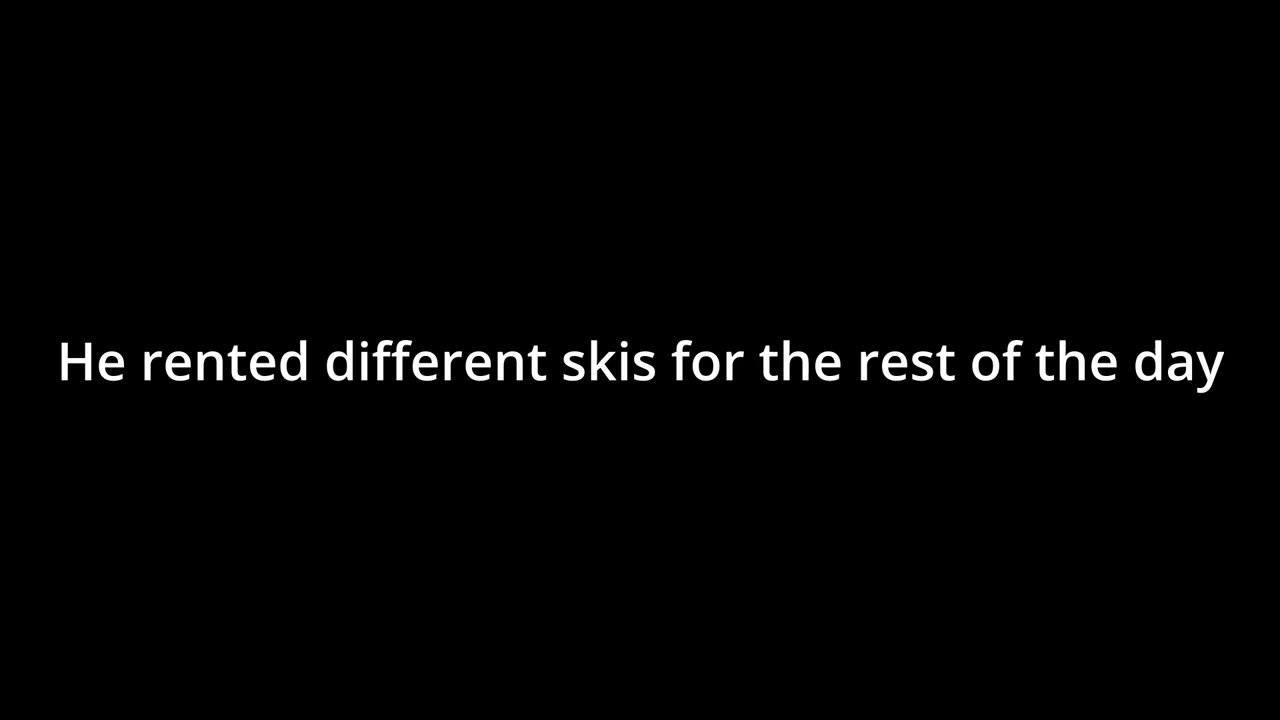 He rented different skis for the rest of the day